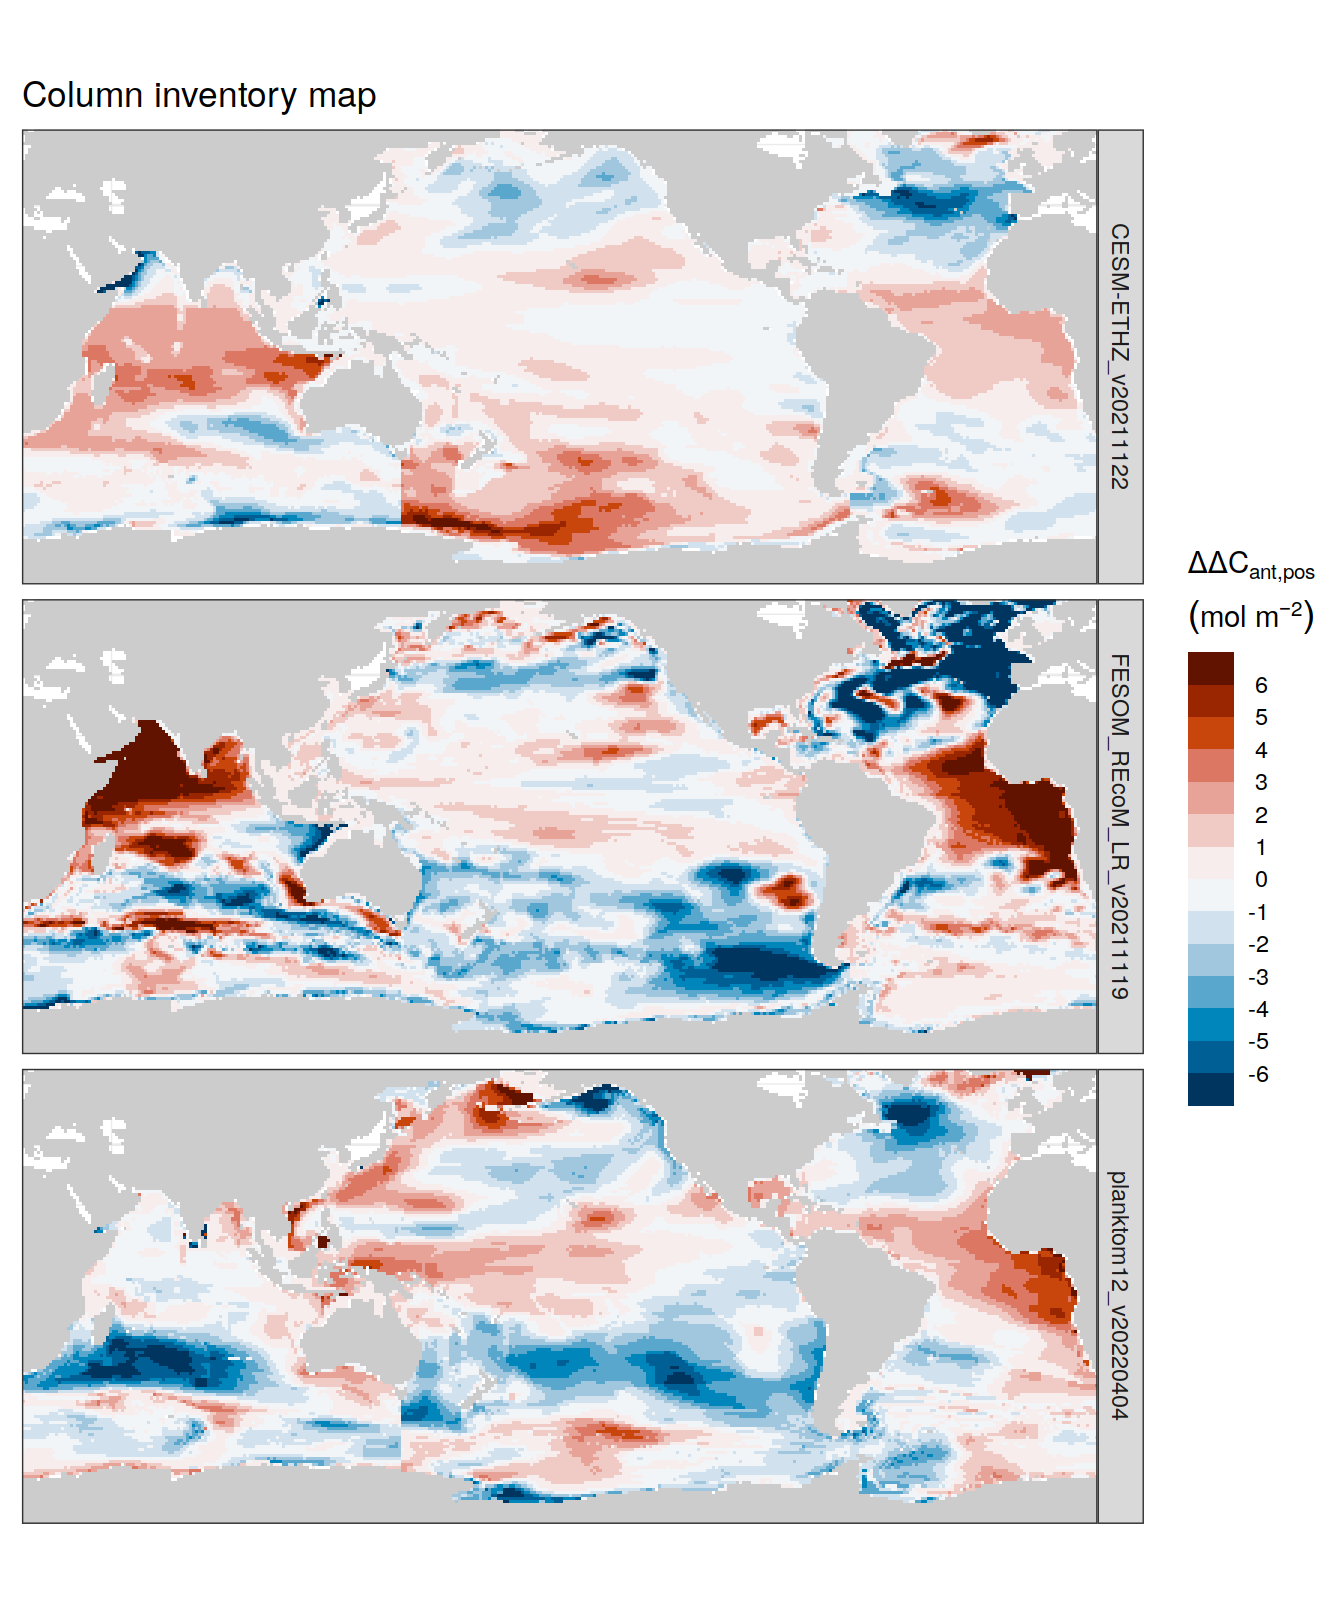 Column inventory map
CESM-ETHZ_v20211122
FESOM_REcoM_LR_v20211119
planktom12_v20220404
ΔΔCant,pos
(mol m−2)
6
5
4
3
2
1
0
-1
-2
-3
-4
-5
-6